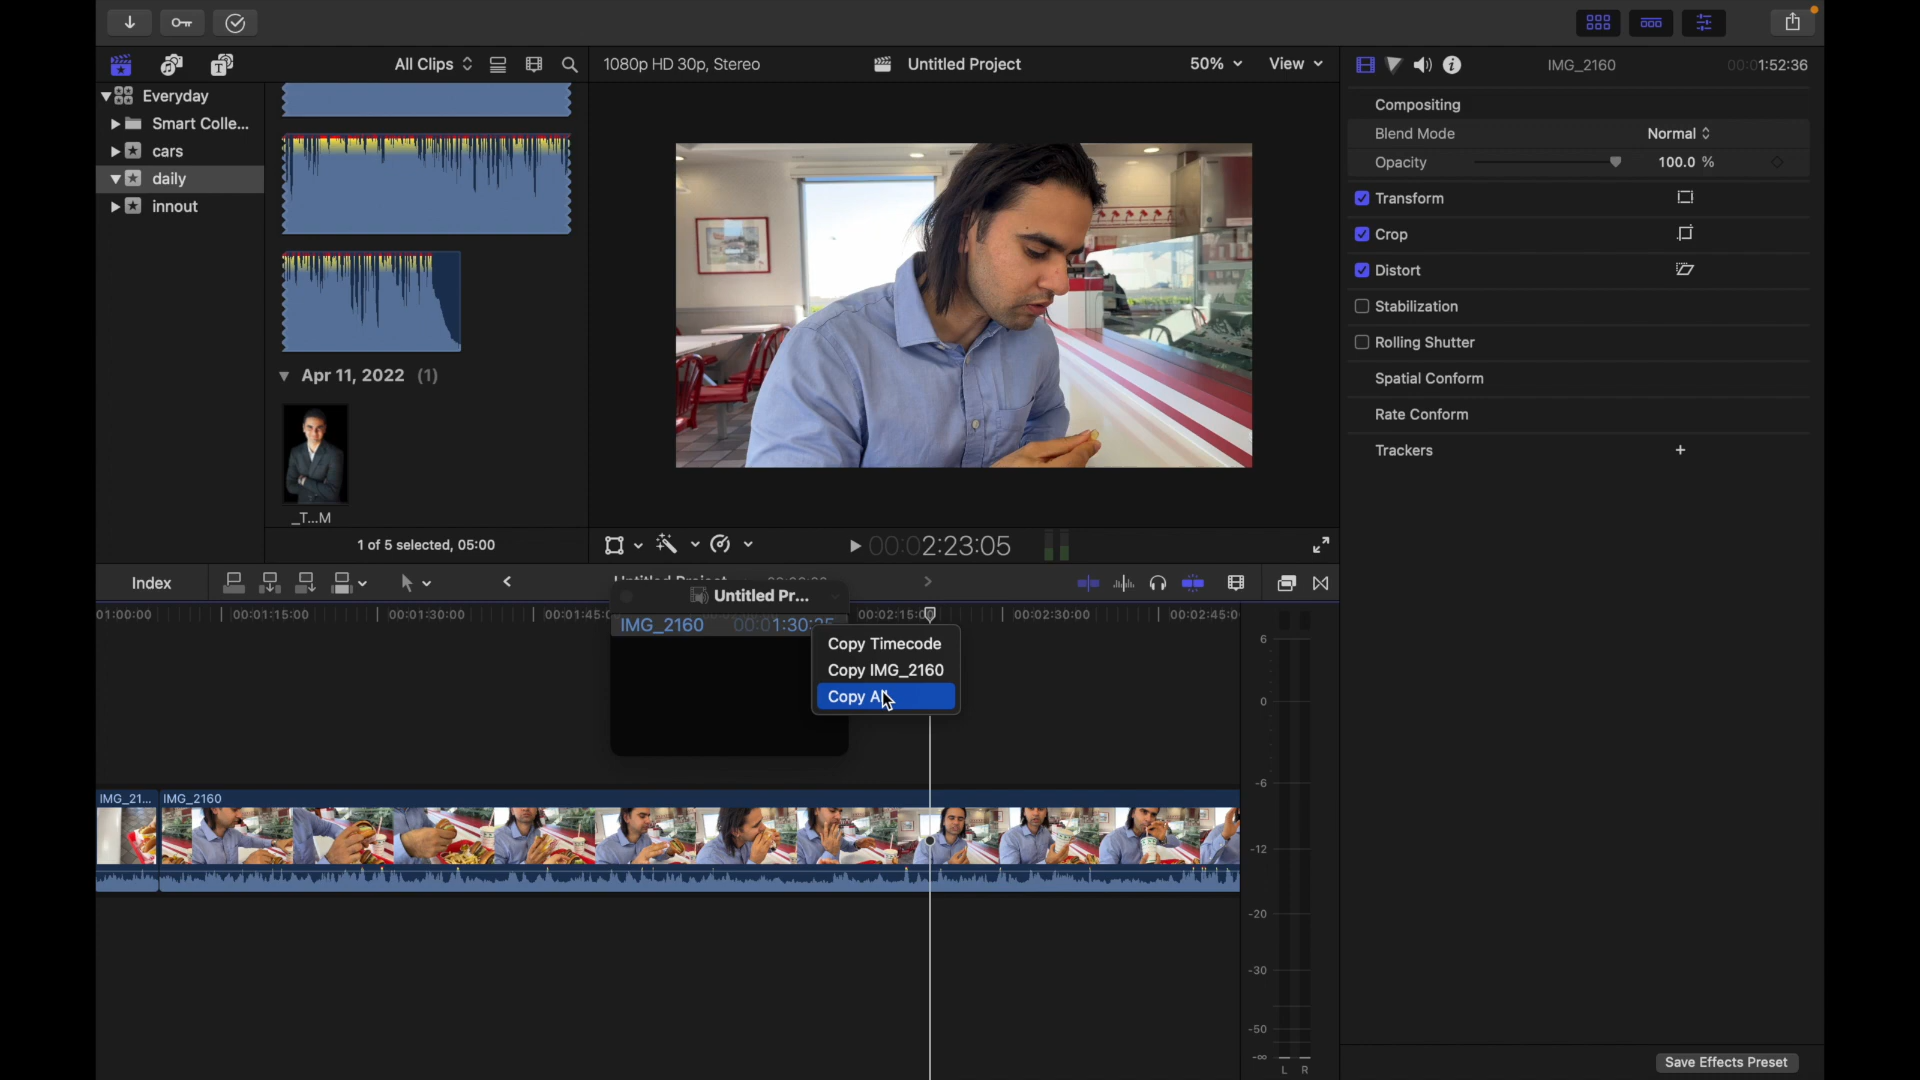 All Clips
1080p HD 30p, Stereo
Untitled Project
50%
View
IMG_2160
00:01:52:36
Everyday
Smart Colle...
cars
daily
innout
Apr 11, 2022 (1)
_T...M
1 of 5 selected, 05:00
00:02:23:05
Compositing
Blend Mode
Normal
Opacity
100.0 %
Transform
Crop
Distort
Stabilization
Rolling Shutter
Spatial Conform
Rate Conform
Trackers
Index
01:00:00
00:01:15:00
00:01:30:00
00:01:45:
00:02:15:00
00:02:30:00
00:02:45:0
Untitled Pr...
IMG_2160
Copy Timecode
Copy IMG_2160
Copy All
IMG_21...
IMG_2160
6
0
-6
-12
-20
-30
-50
-∞
L R
Save Effects Preset